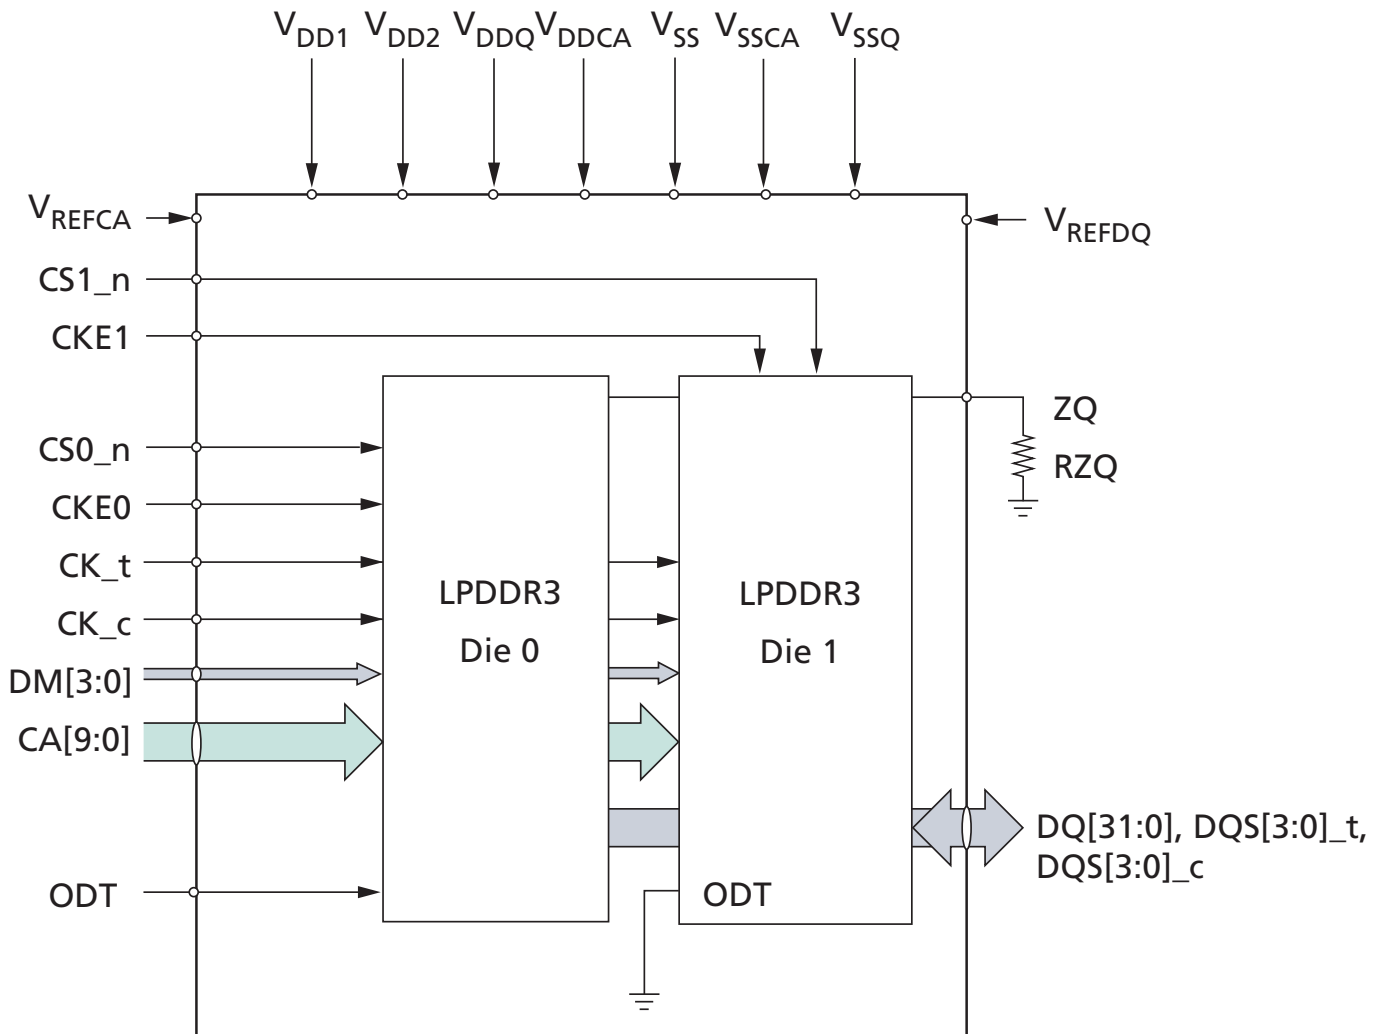 VDD1 VDD2 VDDQ VDDCA VSS VSSCA VSSQ
VREFCA
VREFDQ
CS1_n
CKE1
ZQ
CS0_n
RZQ
CKE0
CK_t
LPDDR3
LPDDR3
CK_c
Die 0
Die 1
DM[3:0]
CA[9:0]
DQ[31:0], DQS[3:0]_t,
DQS[3:0]_c
ODT
ODT